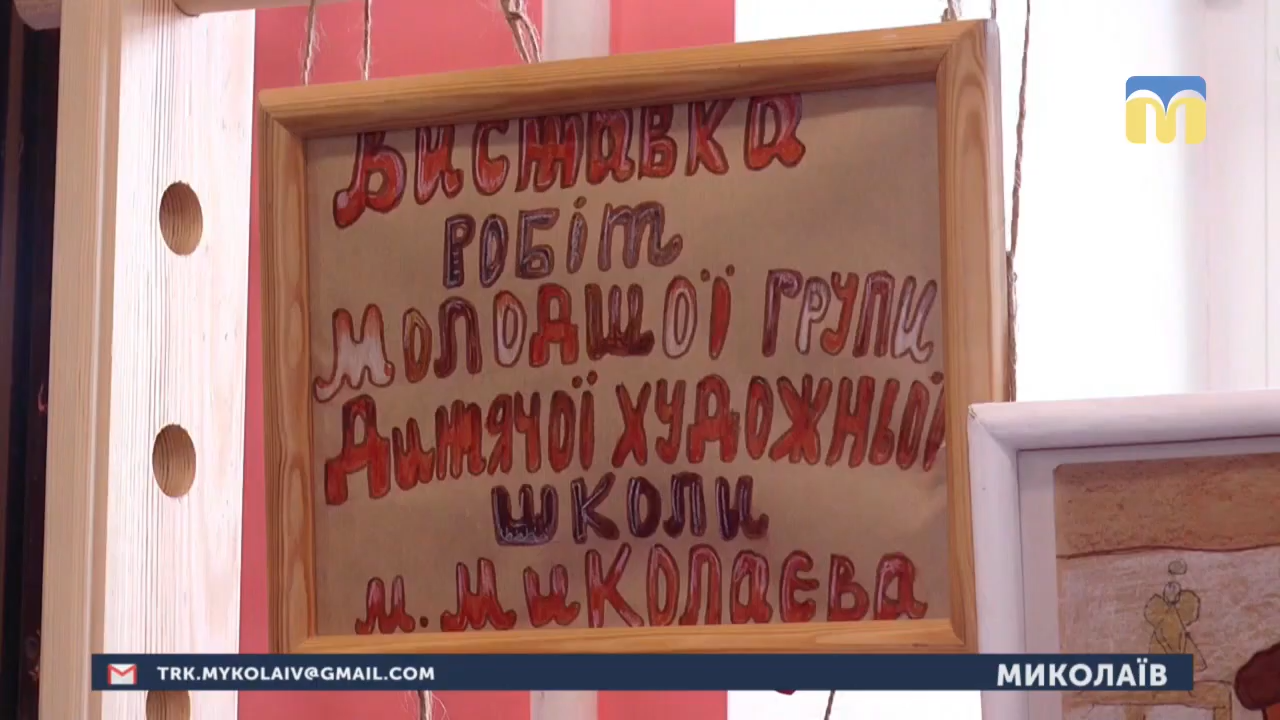 Виставка
робіт
молодшої групи
Дитячої художньої
школи
м. Миколаєва
TRK.MYKOLAIV@GMAIL.COM
МИКОЛАЇВ